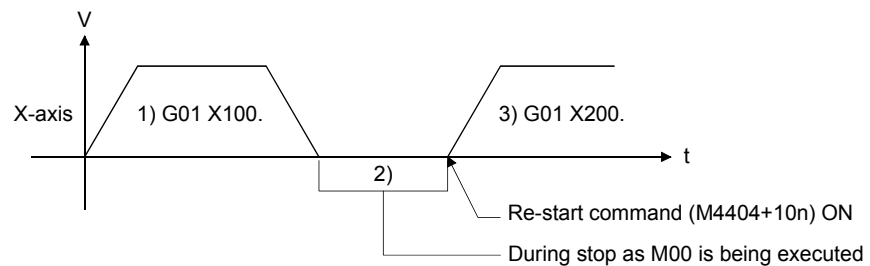 V
X-axis
1) G01 X100.
3) G01 X200.
t
2)
Re-start command (M4404+10n) ON
During stop as M00 is being executed